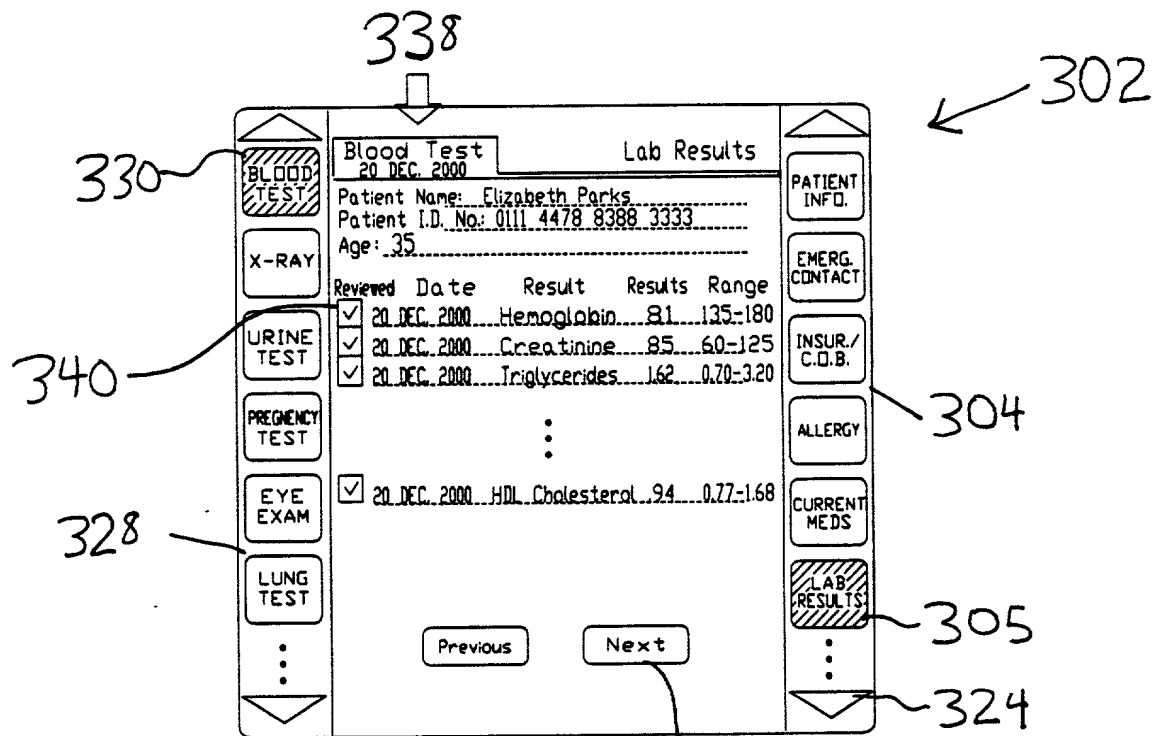 338
302
330
BLOOD
TEST
X-RAY
URINE
TEST
340
PREGNENCY
TEST
EYE
EXAM
328
LUNG
TEST
Blood Test
20 DEC. 2000
Lab Results
Patient Name: Elizabeth Parks
Patient I.D. No.: 0111 4478 8388 3333
Age: 35
Reviewed Date Result Results Range
20 DEC. 2000 Hemoglobin 81 135-180
20 DEC. 2000 Creatinine 85 60-125
20 DEC. 2000 Triglycerides 1.62 0.70-3.20
20 DEC. 2000 HDL Cholesterol 94 0.77-1.68
Previous
Next
PATIENT
INFO.
EMERG.
CONTACT
INSUR./
C.O.B.
304
ALLERGY
CURRENT
MEDS
LAB
RESULTS
305
324